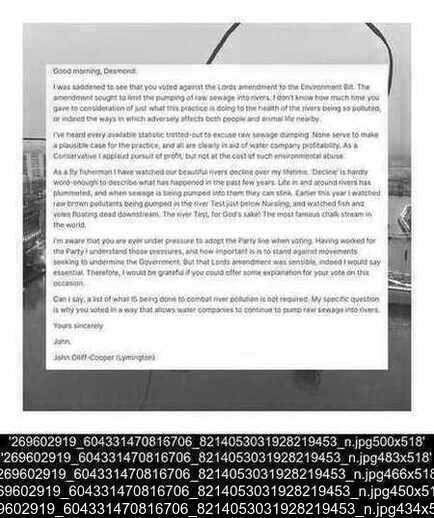 Good morning, Desmond.
I was saddened to see that you voted against the Lords amendment to the Environment Bill. The
amendment sought to limit the pumping of raw sewage into rivers. I don't know how much time you
gave to consideration of just what this practice is doing to the health of the rivers being so polluted,
or indeed the ways in which adversely affects both people and animal life nearby.
I've heard every available statistic trotted-out to excuse raw sewage dumping. None serve to make
a plausible case for the practice, and all are clearly in aid of water company profitability. As a
Conservative I applaud pursuit of profit, but not at the cost of such environmental abuse.
As a fly fisherman I have watched our beautiful rivers decline over my lifetime. 'Decline' is hardly
word-enough to describe what has happened in the past few years. Life in and around rivers has
plummeted, and when sewage is being pumped into them they can stink. Earlier this year I watched
raw brown pollutants being pumped in the river Test just below Nursling, and watched fish and
voles floating dead downstream. The river Test, for God's sake! The most famous chalk stream in
the world.
I'm aware that you are ever under pressure to adopt the Party line when voting. Having worked for
the Party I understand those pressures, and how important is is to stand against movements
seeking to undermine the Government. But that Lords amendment was sensible, indeed I would say
essential. Therefore, I would be grateful if you could offer some explanation for your vote on this
occasion.
Can I say, a list of what IS being done to combat river pollution is not required. My specific question
is why you voted in a way that allows water companies to continue to pump raw sewage into rivers.
Yours sincerely
John.
John Olliff-Cooper (Lymington)
'269602919_604331470816706_8214053031928219453_n.jpg500x518'
'269602919_604331470816706_8214053031928219453_n.jpg483x518'
269602919_604331470816706_8214053031928219453_n.jpg466x518
69602919_604331470816706_8214053031928219453_n.jpg450x51
9602919_604331470816706_8214053031928219453_n.jpg434x5